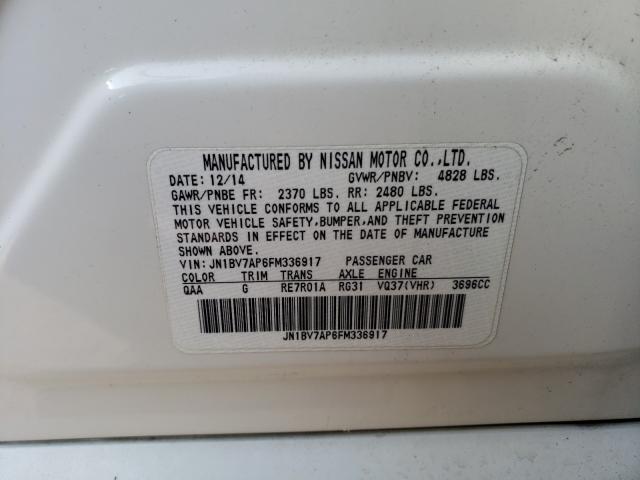 MANUFACTURED BY NISSAN MOTOR CO.,LTD.
DATE: 12/14 GVWR/PNBV: 4828 LBS.
GAWR/PNBE FR: 2370 LBS. RR: 2480 LBS.
THIS VEHICLE CONFORMS TO ALL APPLICABLE FEDERAL
MOTOR VEHICLE SAFETY,BUMPER,AND THEFT PREVENTION
STANDARDS IN EFFECT ON THE DATE OF MANUFACTURE
SHOWN ABOVE.
VIN: JN1BV7AP6FM336917 PASSENGER CAR
COLOR TRIM TRANS AXLE ENGINE
QAA G RE7R01A RG31 VQ37(VHR) 3696CC
JN1BV7AP6FM336917